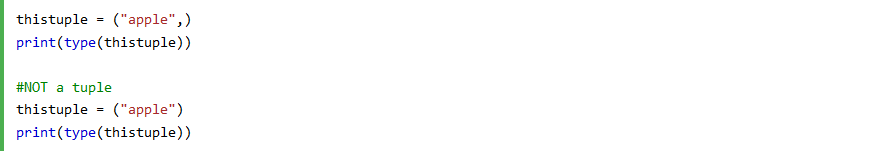 thistuple = ("apple",)
print(type(thistuple))
#NOT a tuple
thistuple = ("apple")
print(type(thistuple))